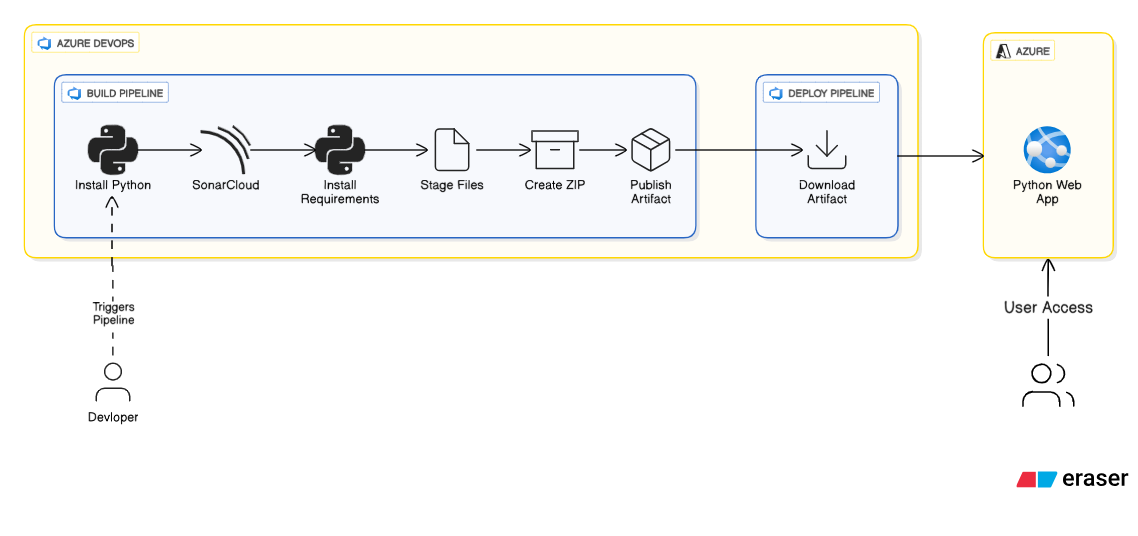 AZURE DEVOPS
AZURE
BUILD PIPELINE
DEPLOY PIPELINE
Install Python
SonarCloud
Install
Requirements
Stage Files
Create ZIP
Publish
Artifact
Download
Artifact
Python Web
App
Triggers
Pipeline
User Access
Devloper
eraser